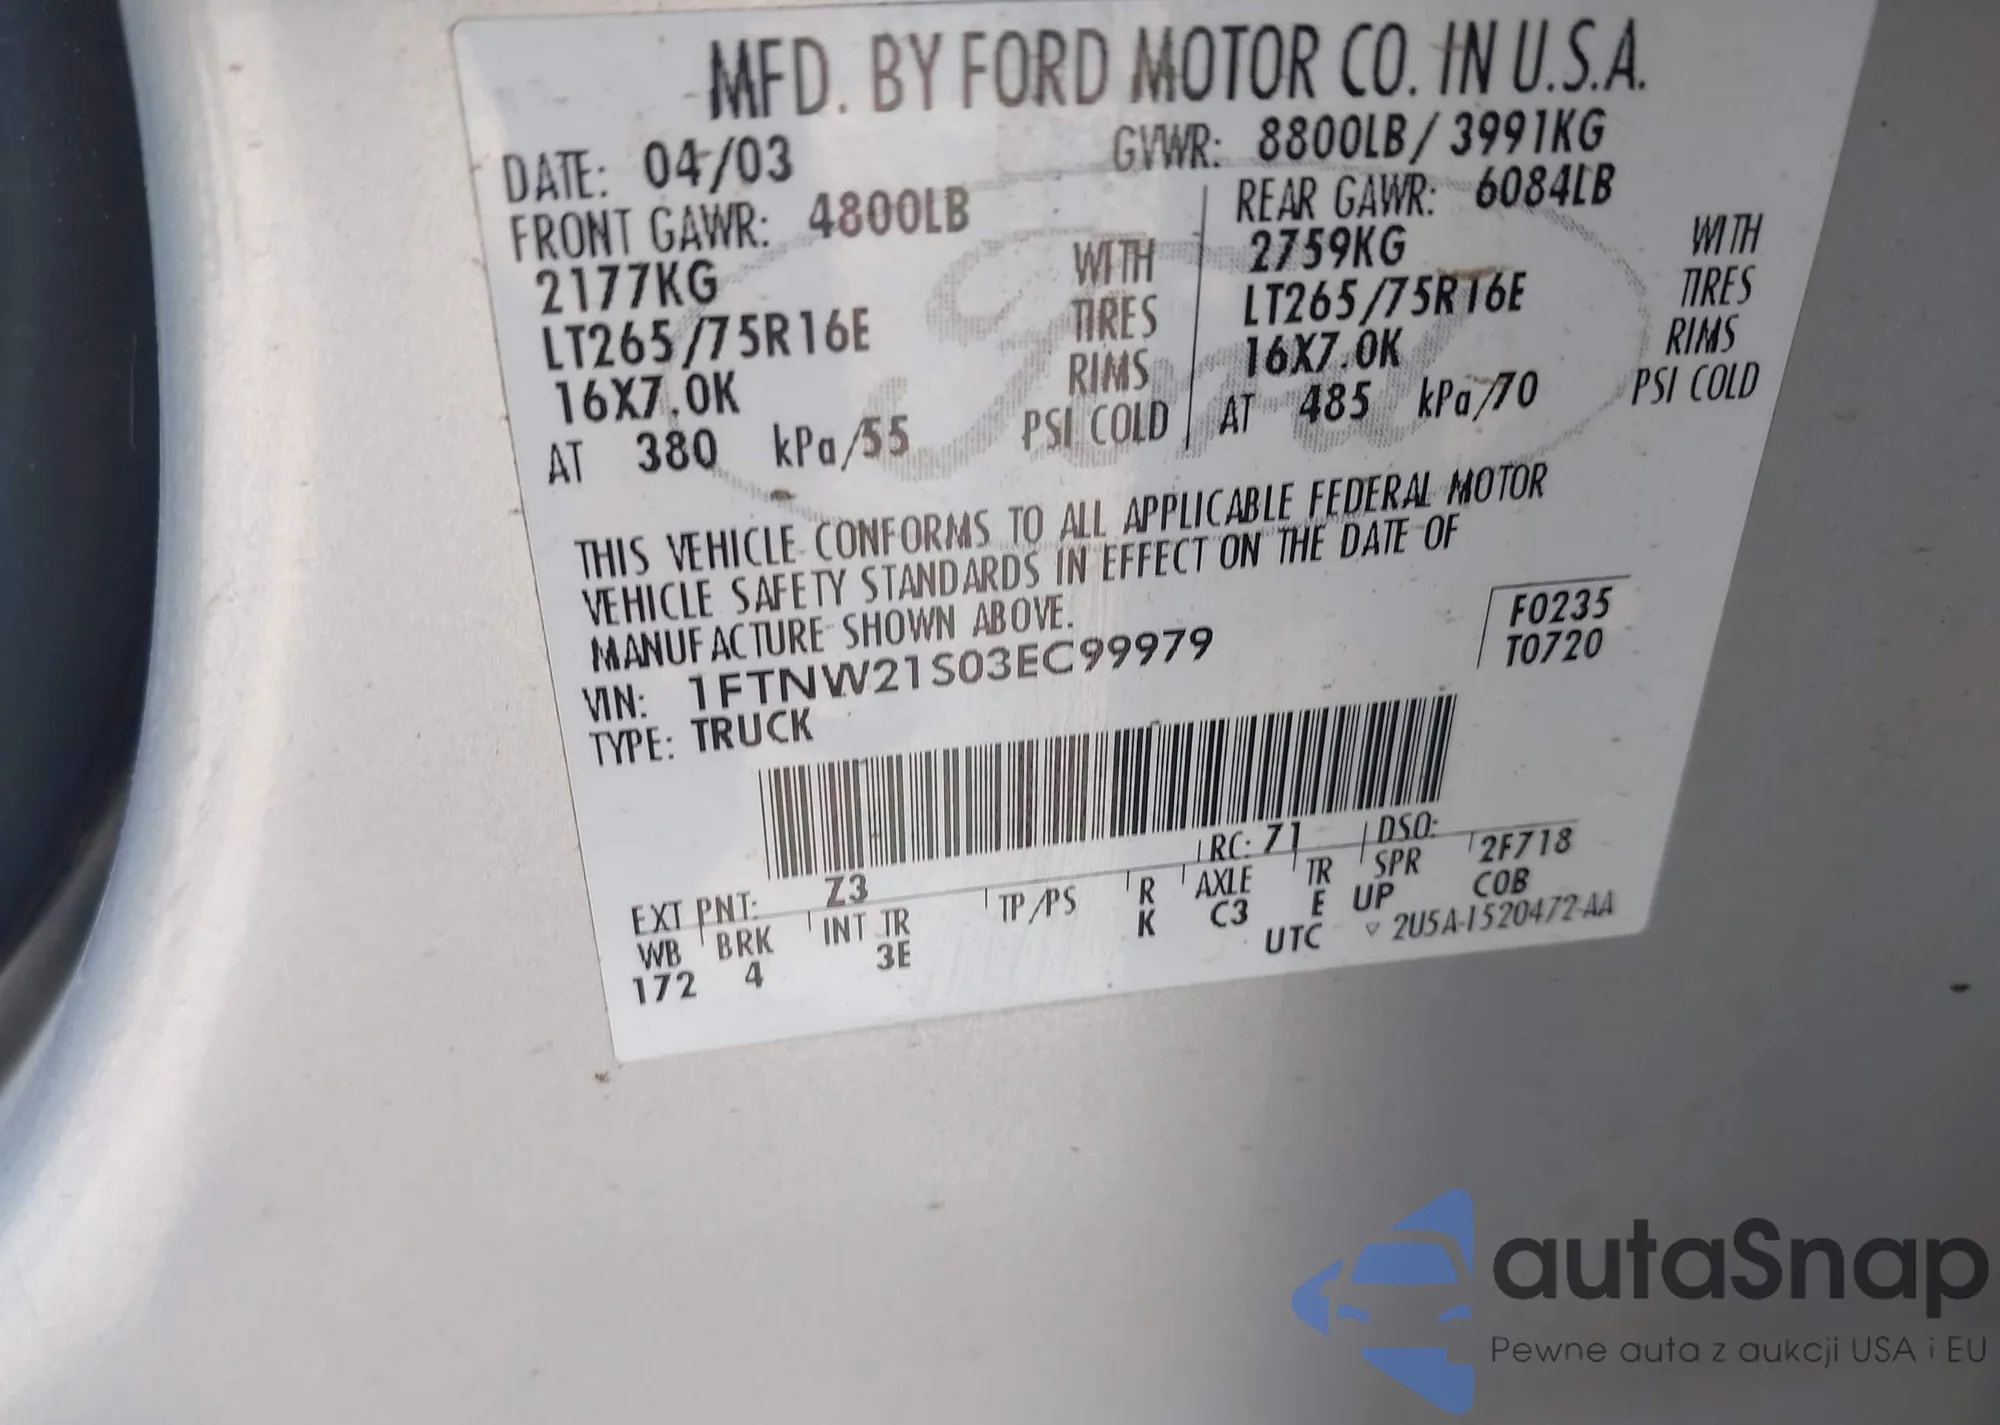 MFD. BY FORD MOTOR CO. IN U.S.A.
DATE: 04/03 GVWR: 8800LB / 3991KG
FRONT GAWR: 4800LB REAR GAWR: 6084LB
2177KG WITH 2759KG WITH
LT265/75R16E TIRES LT265/75R16E TIRES
16X7.0K RIMS 16X7.0K RIMS
AT 380 kPa/55 PSI COLD AT 485 kPa/70 PSI COLD
THIS VEHICLE CONFORMS TO ALL APPLICABLE FEDERAL MOTOR
VEHICLE SAFETY STANDARDS IN EFFECT ON THE DATE OF
MANUFACTURE SHOWN ABOVE.
VIN: 1FTNW21S03EC99979 F0235
TYPE: TRUCK T0720
EXT PNT: Z3 RC: 71 DSO:
WB BRK INT TR TP/PS R AXLE TR SPR 2F718
172 4 3E K C3 E UP COB
UTC ▽ 2U5A-1520472-AA
Ford
autaSnap
Pewne auta z aukcji USA i EU